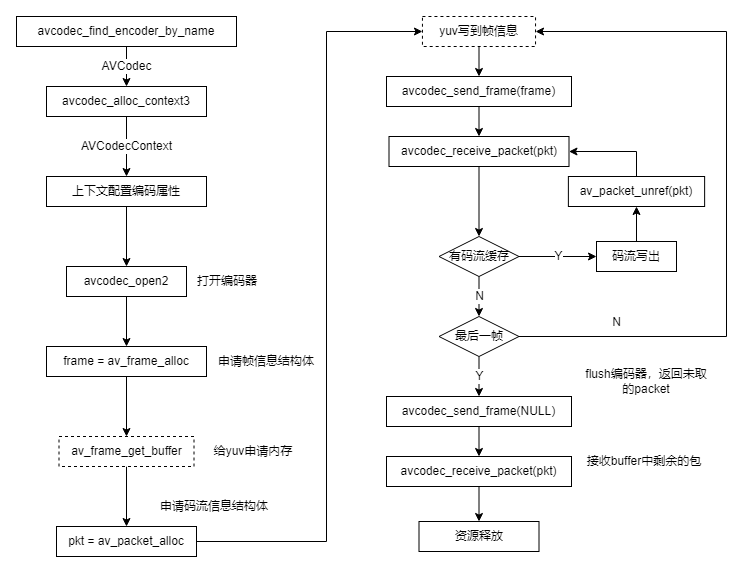 avcodec_find_encoder_by_name
AVCodec
avcodec_alloc_context3
AVCodecContext
上下文配置编码属性
avcodec_open2
打开编码器
frame = av_frame_alloc
申请帧信息结构体
av_frame_get_buffer
给yuv申请内存
申请码流信息结构体
pkt = av_packet_alloc
yuv写到帧信息
avcodec_send_frame(frame)
avcodec_receive_packet(pkt)
av_packet_unref(pkt)
有码流缓存
Y
码流写出
N
最后一帧
N
Y
flush编码器，返回未取
的packet
avcodec_send_frame(NULL)
avcodec_receive_packet(pkt)
接收buffer中剩余的包
资源释放